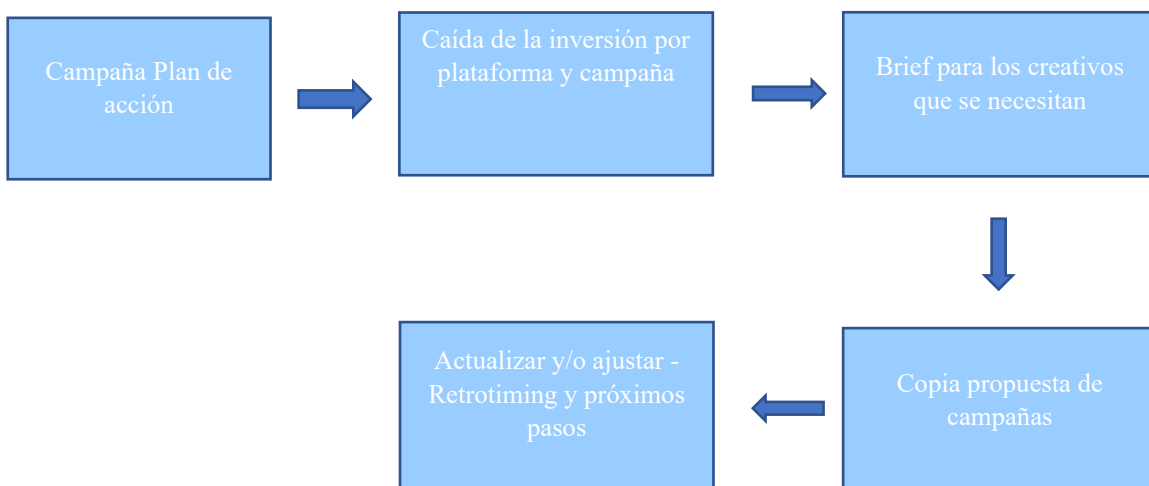 Campaña Plan de
acción
Caída de la inversión por
plataforma y campaña
Brief para los creativos
que se necesitan
Copia propuesta de
campañas
Actualizar y/o ajustar -
Retrotiming y próximos
pasos